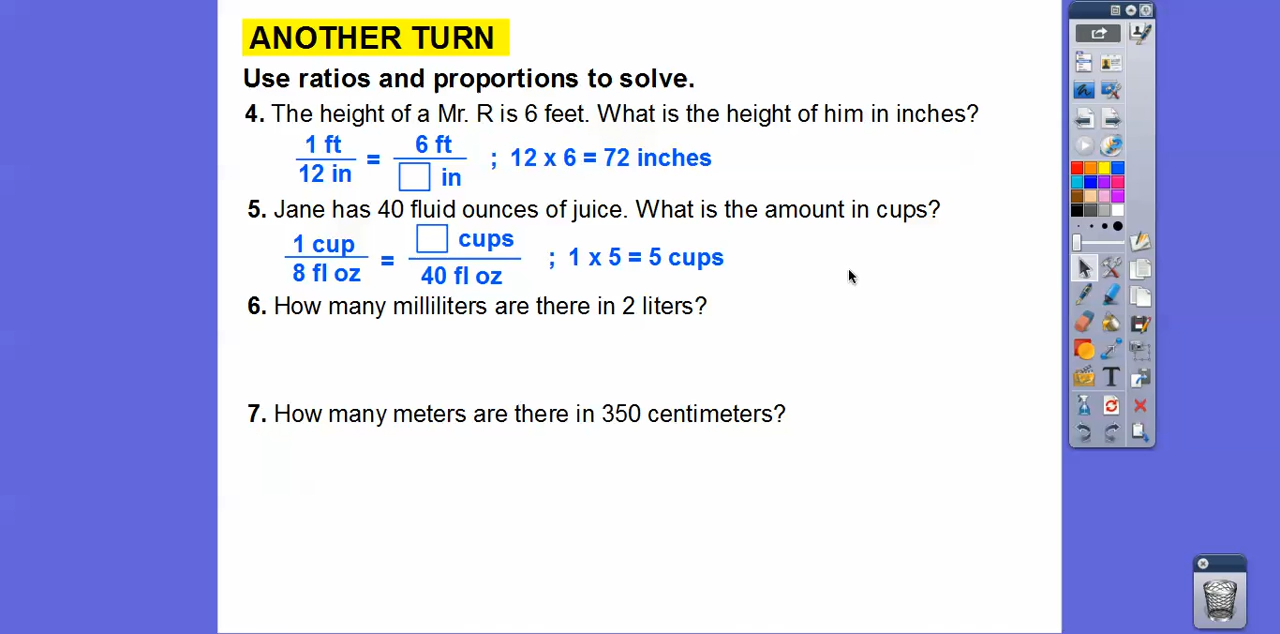 ANOTHER TURN
Use ratios and proportions to solve.
4. The height of a Mr. R is 6 feet. What is the height of him in inches?
1 ft / 12 in = 6 ft / □ in ; 12 x 6 = 72 inches
5. Jane has 40 fluid ounces of juice. What is the amount in cups?
1 cup / 8 fl oz = □ cups / 40 fl oz ; 1 x 5 = 5 cups
6. How many milliliters are there in 2 liters?
7. How many meters are there in 350 centimeters?